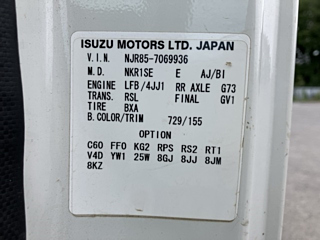 ISUZU MOTORS LTD. JAPAN
V.I.N. NJR85-7069936
M.D. NKR1SE E AJ/BI
ENGINE LFB/4JJ1 RR AXLE G73
TRANS. RSL FINAL GV1
TIRE BXA
B.COLOR/TRIM 729/155
OPTION
C60 FF0 KG2 RPS RS2 RT1
V4D YW1 25W 8GJ 8JJ 8JM
8KZ